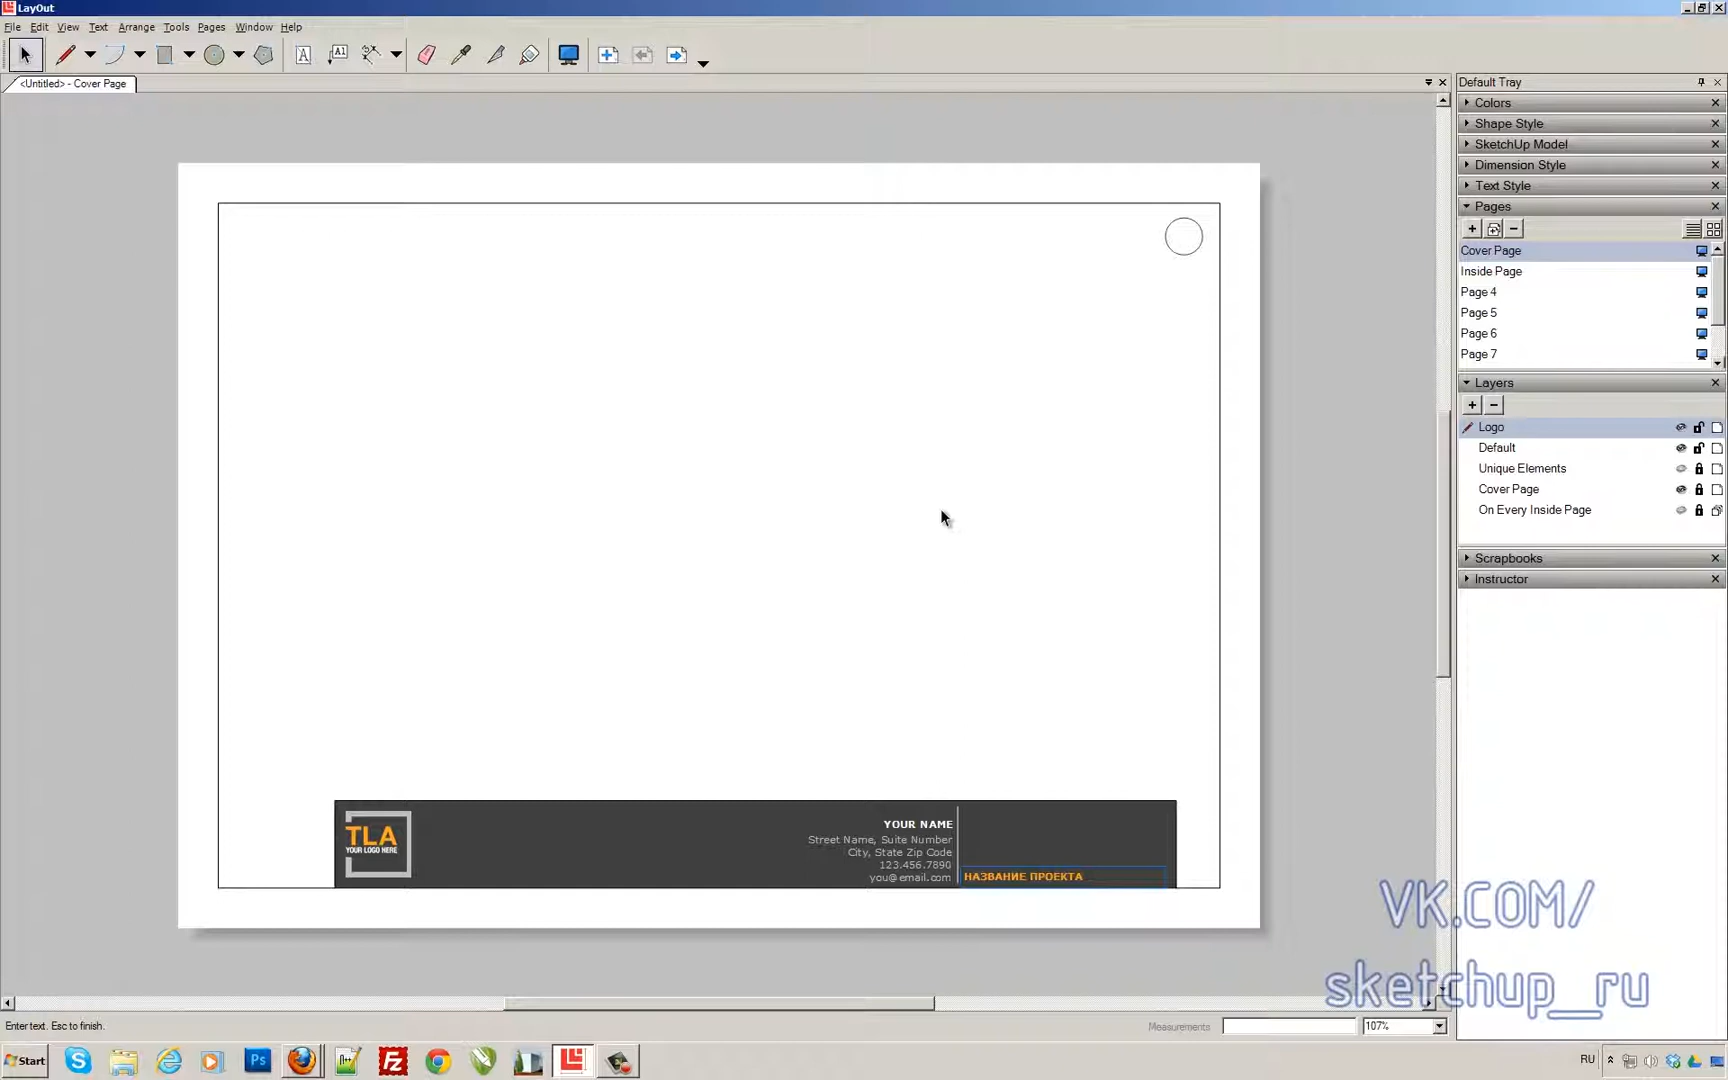 LayOut
File Edit View Text Arrange Tools Pages Window Help
A A1
<Untitled> - Cover Page
Default Tray
Colors
Shape Style
SketchUp Model
Dimension Style
Text Style
Pages
Cover Page
Inside Page
Page 4
Page 5
Page 6
Page 7
Layers
Logo
Default
Unique Elements
Cover Page
On Every Inside Page
Scrapbooks
Instructor
TLA
YOUR LOGO HERE
YOUR NAME
Street Name, Suite Number
City, State Zip Code
123.456.7890
you@email.com
НАЗВАНИЕ ПРОЕКТА
VK.COM/
sketchup_ru
Enter text. Esc to finish.
Measurements
107%
Start
Ps
Fz
RU